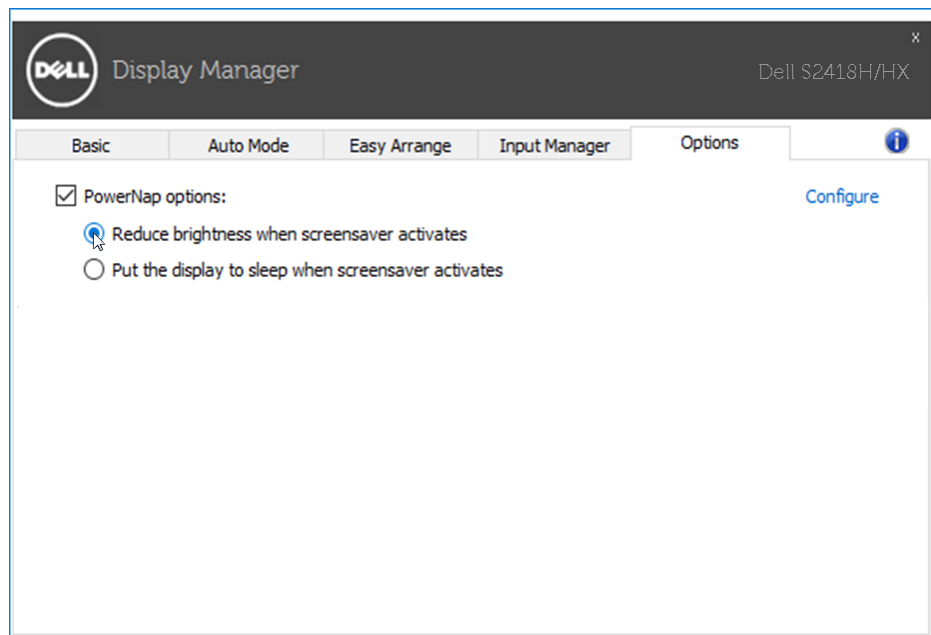 x
DELL Display Manager
Dell S2418H/HX
Basic Auto Mode Easy Arrange Input Manager Options i
PowerNap options: Configure
Reduce brightness when screensaver activates
Put the display to sleep when screensaver activates